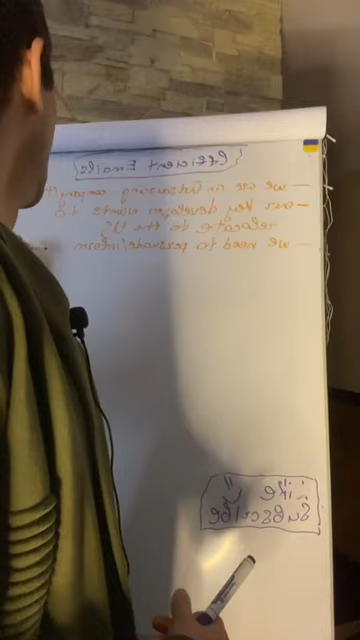 Efficient Emails
- we are in Outsourcing company
- our key developer wants to
relocate to the US
- we need to persuade/inform
Like
Subscribe